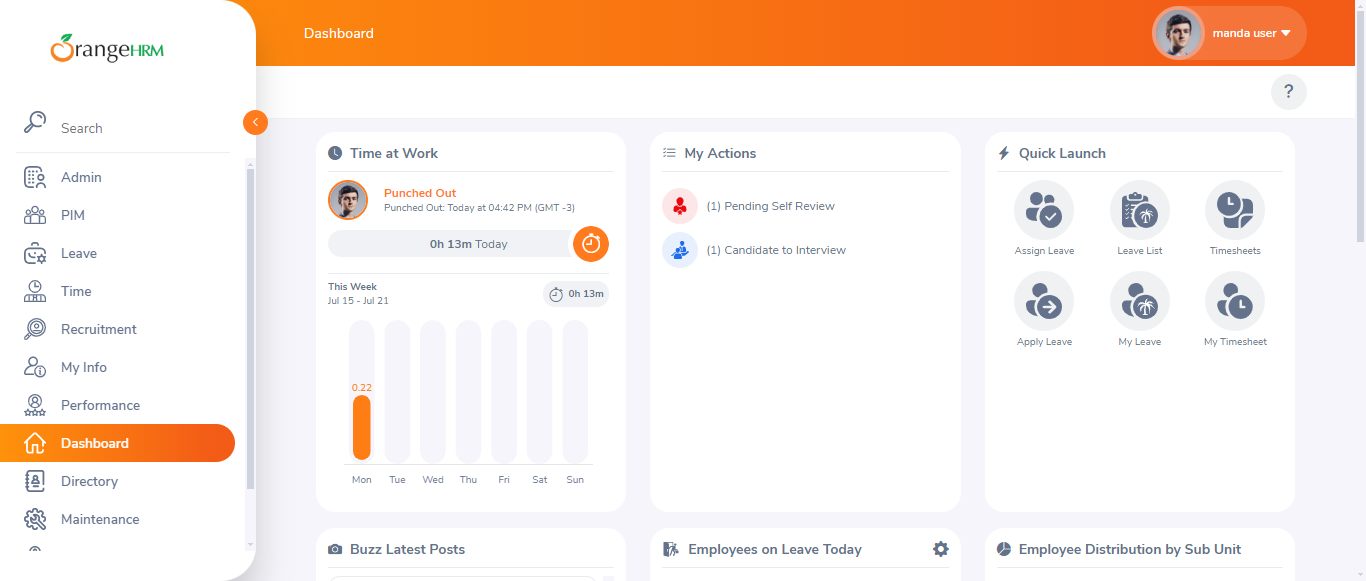 OrangeHRM
Dashboard
manda user
?
Search
Admin
PIM
Leave
Time
Recruitment
My Info
Performance
Dashboard
Directory
Maintenance
Time at Work
Punched Out
Punched Out: Today at 04:42 PM (GMT -3)
0h 13m Today
This Week
Jul 15 - Jul 21
0h 13m
0.22
Mon Tue Wed Thu Fri Sat Sun
My Actions
(1) Pending Self Review
(1) Candidate to Interview
Quick Launch
Assign Leave Leave List Timesheets
Apply Leave My Leave My Timesheet
Buzz Latest Posts
Employees on Leave Today
Employee Distribution by Sub Unit